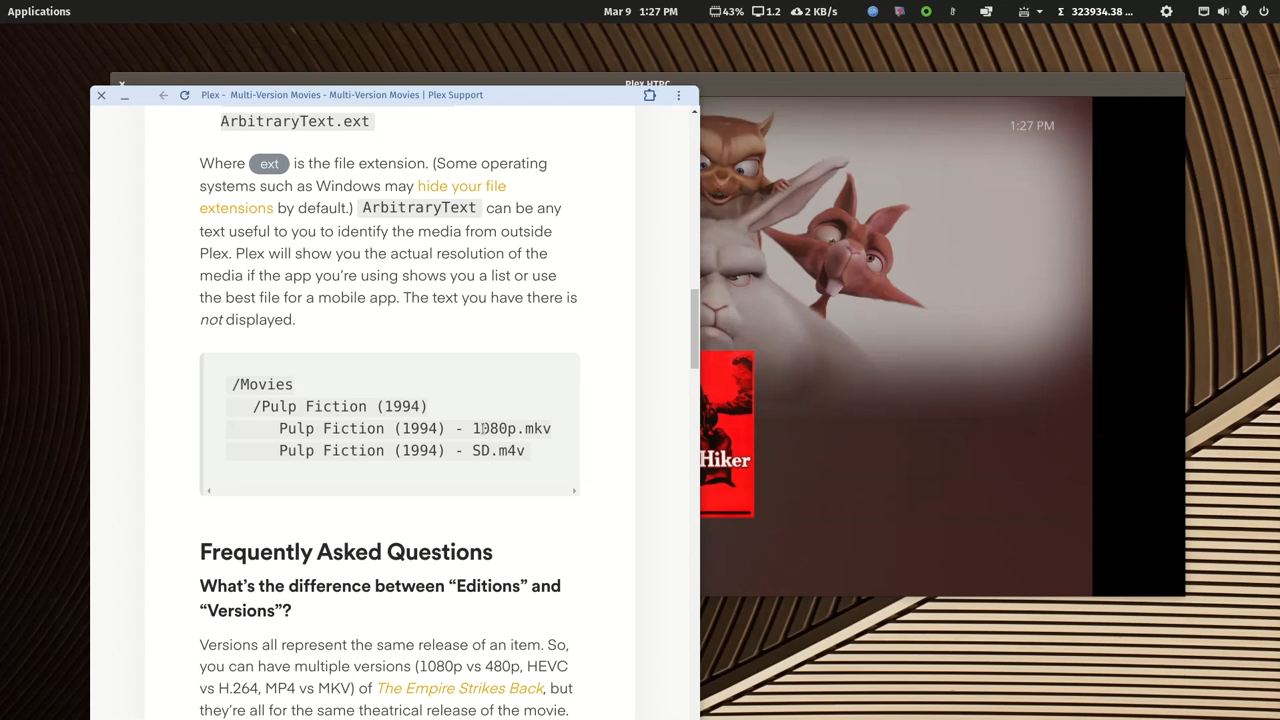 Applications
Mar 9 1:27 PM
43%
1.2
2 KB/s
Σ 323934.38 ...
Plex HTPC
Plex - Multi-Version Movies - Multi-Version Movies | Plex Support
1:27 PM
ArbitraryText.ext
Where ext is the file extension. (Some operating
systems such as Windows may hide your file
extensions by default.) ArbitraryText can be any
text useful to you to identify the media from outside
Plex. Plex will show you the actual resolution of the
media if the app you’re using shows you a list or use
the best file for a mobile app. The text you have there is
not displayed.
/Movies
/Pulp Fiction (1994)
Pulp Fiction (1994) - 1080p.mkv
Pulp Fiction (1994) - SD.m4v
Hiker
Frequently Asked Questions
What’s the difference between “Editions” and
“Versions”?
Versions all represent the same release of an item. So,
you can have multiple versions (1080p vs 480p, HEVC
vs H.264, MP4 vs MKV) of The Empire Strikes Back, but
they’re all for the same theatrical release of the movie.